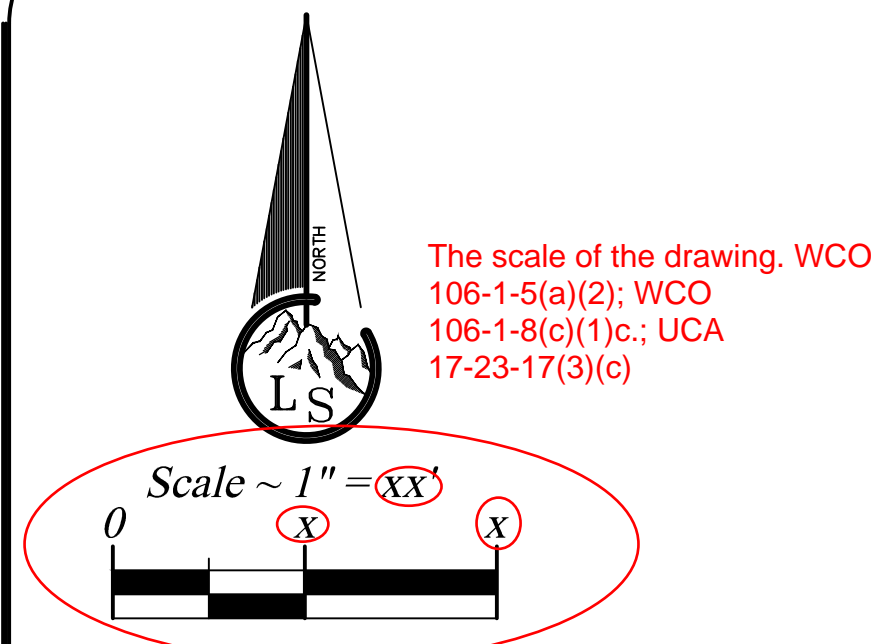 NORTH
The scale of the drawing. WCO
106-1-5(a)(2); WCO
106-1-8(c)(1)c.; UCA
17-23-17(3)(c)
L S
Scale ~ 1" = xx'
0 x x